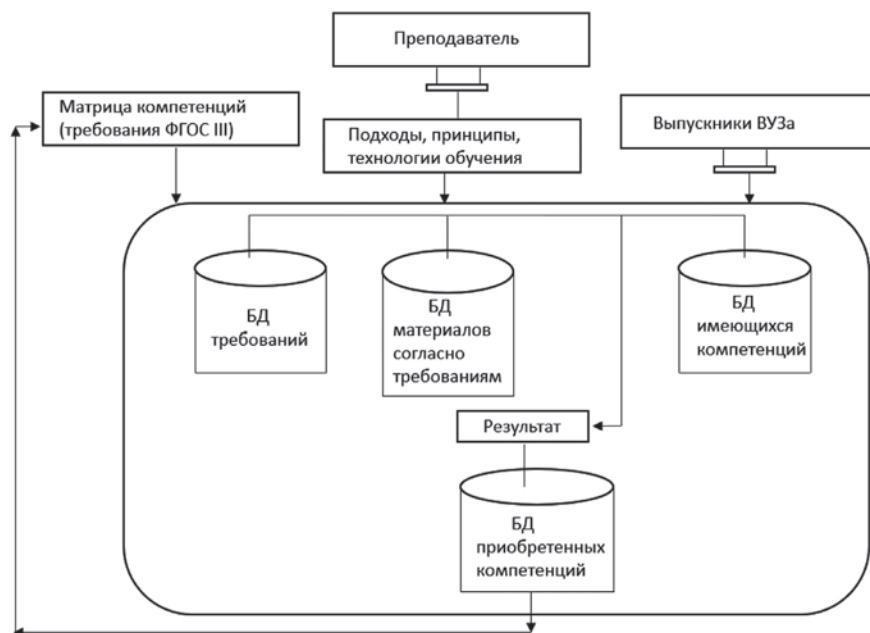 Преподаватель
Матрица компетенций
(требования ФГОС III)
Подходы, принципы,
технологии обучения
Выпускники ВУЗа
БД
требований
БД
материалов
согласно
требованиям
БД
имеющихся
компетенций
Результат
БД
приобретенных
компетенций